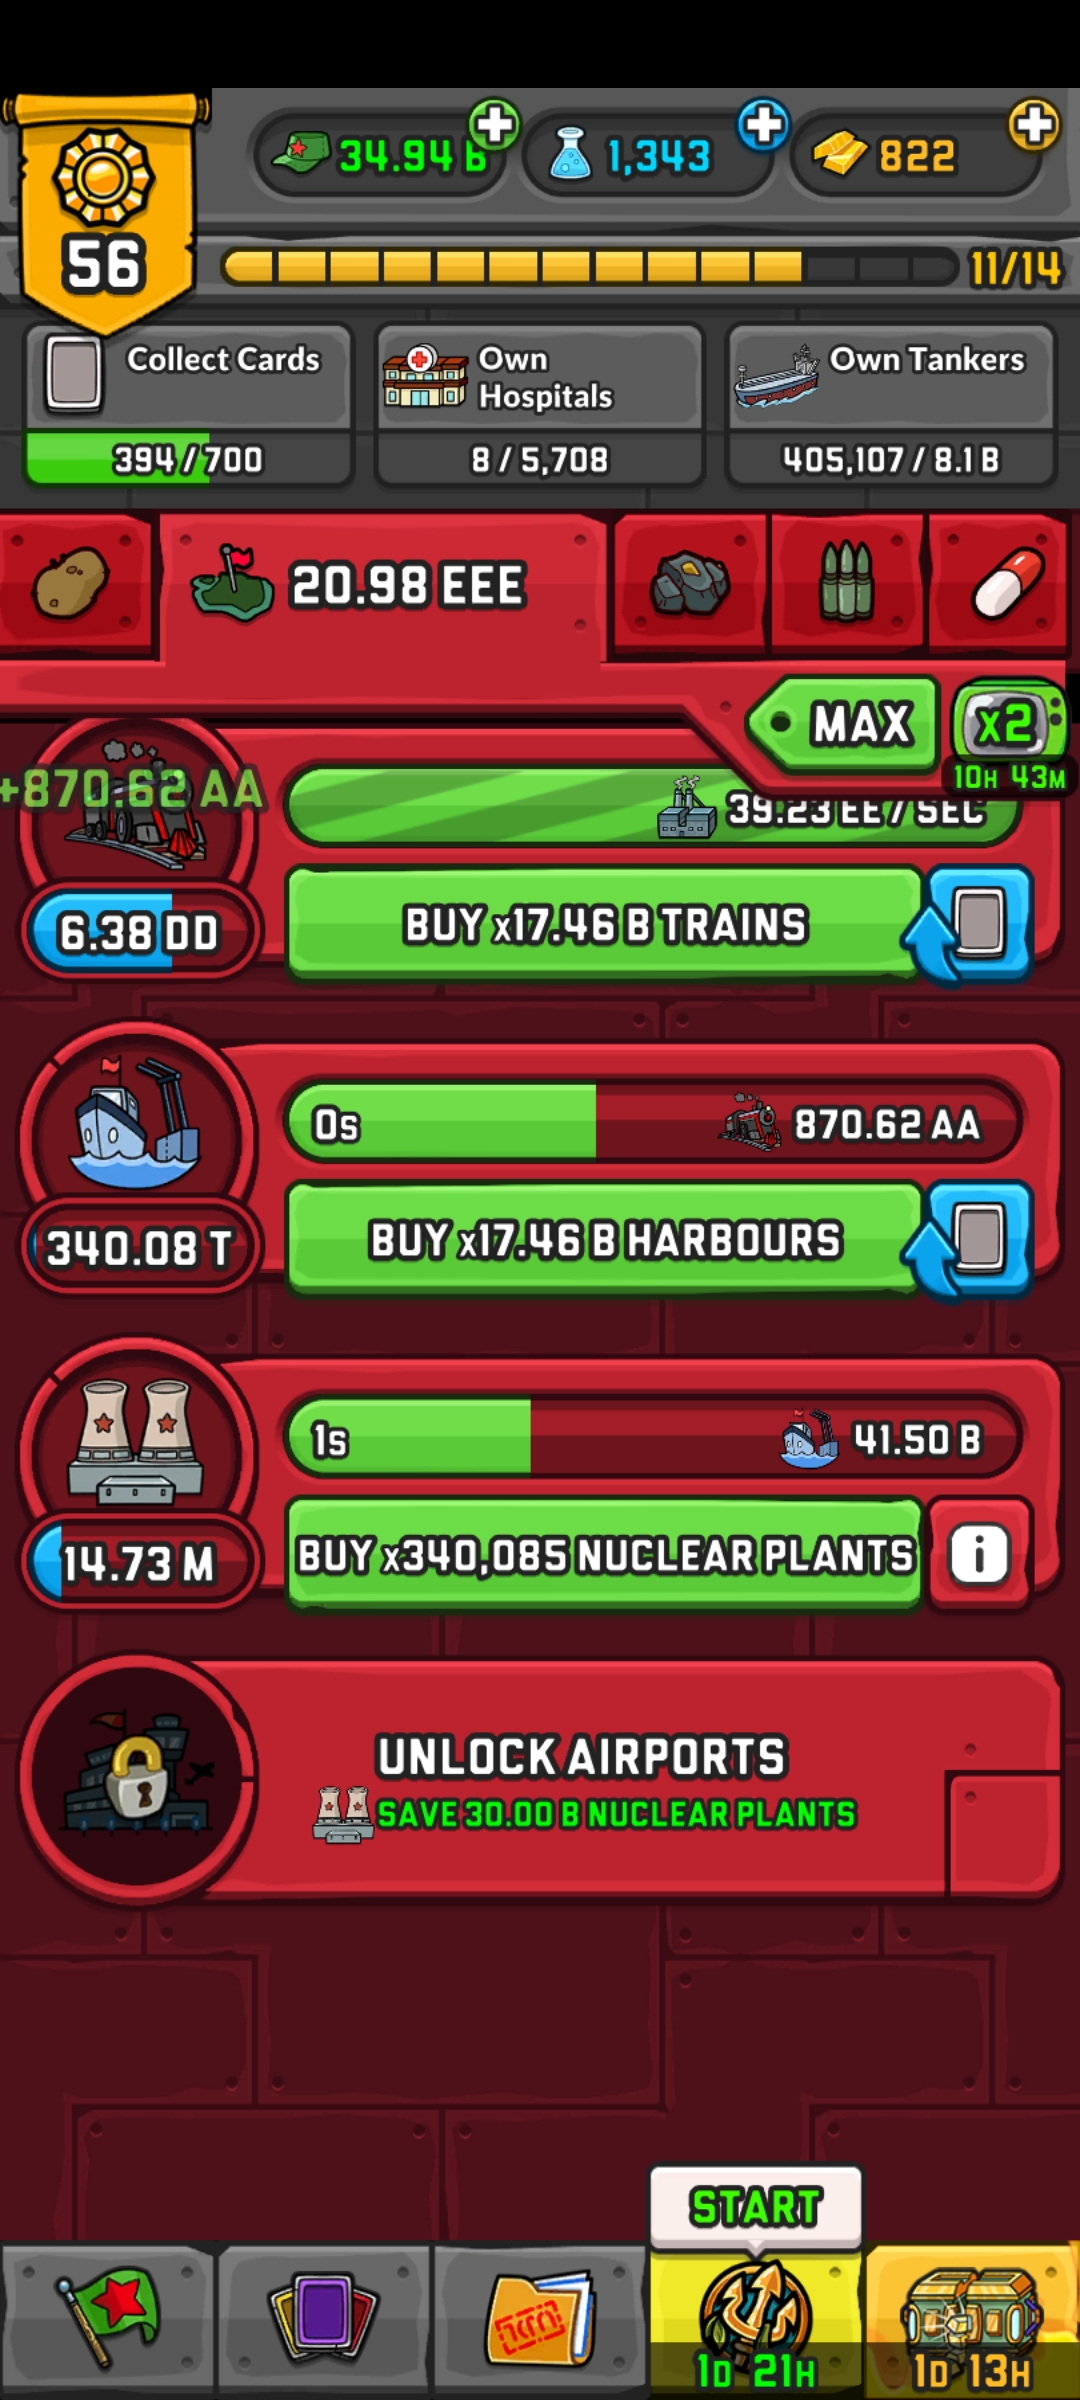 56
34.94 B
1,343
822
11/14
Collect Cards
394 / 700
Own
Hospitals
8 / 5,708
Own Tankers
405,107 / 8.1 B
20.98 EEE
MAX
X2
10H 43M
+870.62 AA
39.23 EE / SEC
6.38 DD
BUY x17.46 B TRAINS
0s
870.62 AA
340.08 T
BUY x17.46 B HARBOURS
1s
41.50 B
14.73 M
BUY x340,085 NUCLEAR PLANTS
i
UNLOCK AIRPORTS
SAVE 30.00 B NUCLEAR PLANTS
START
1D 21H
1D 13H